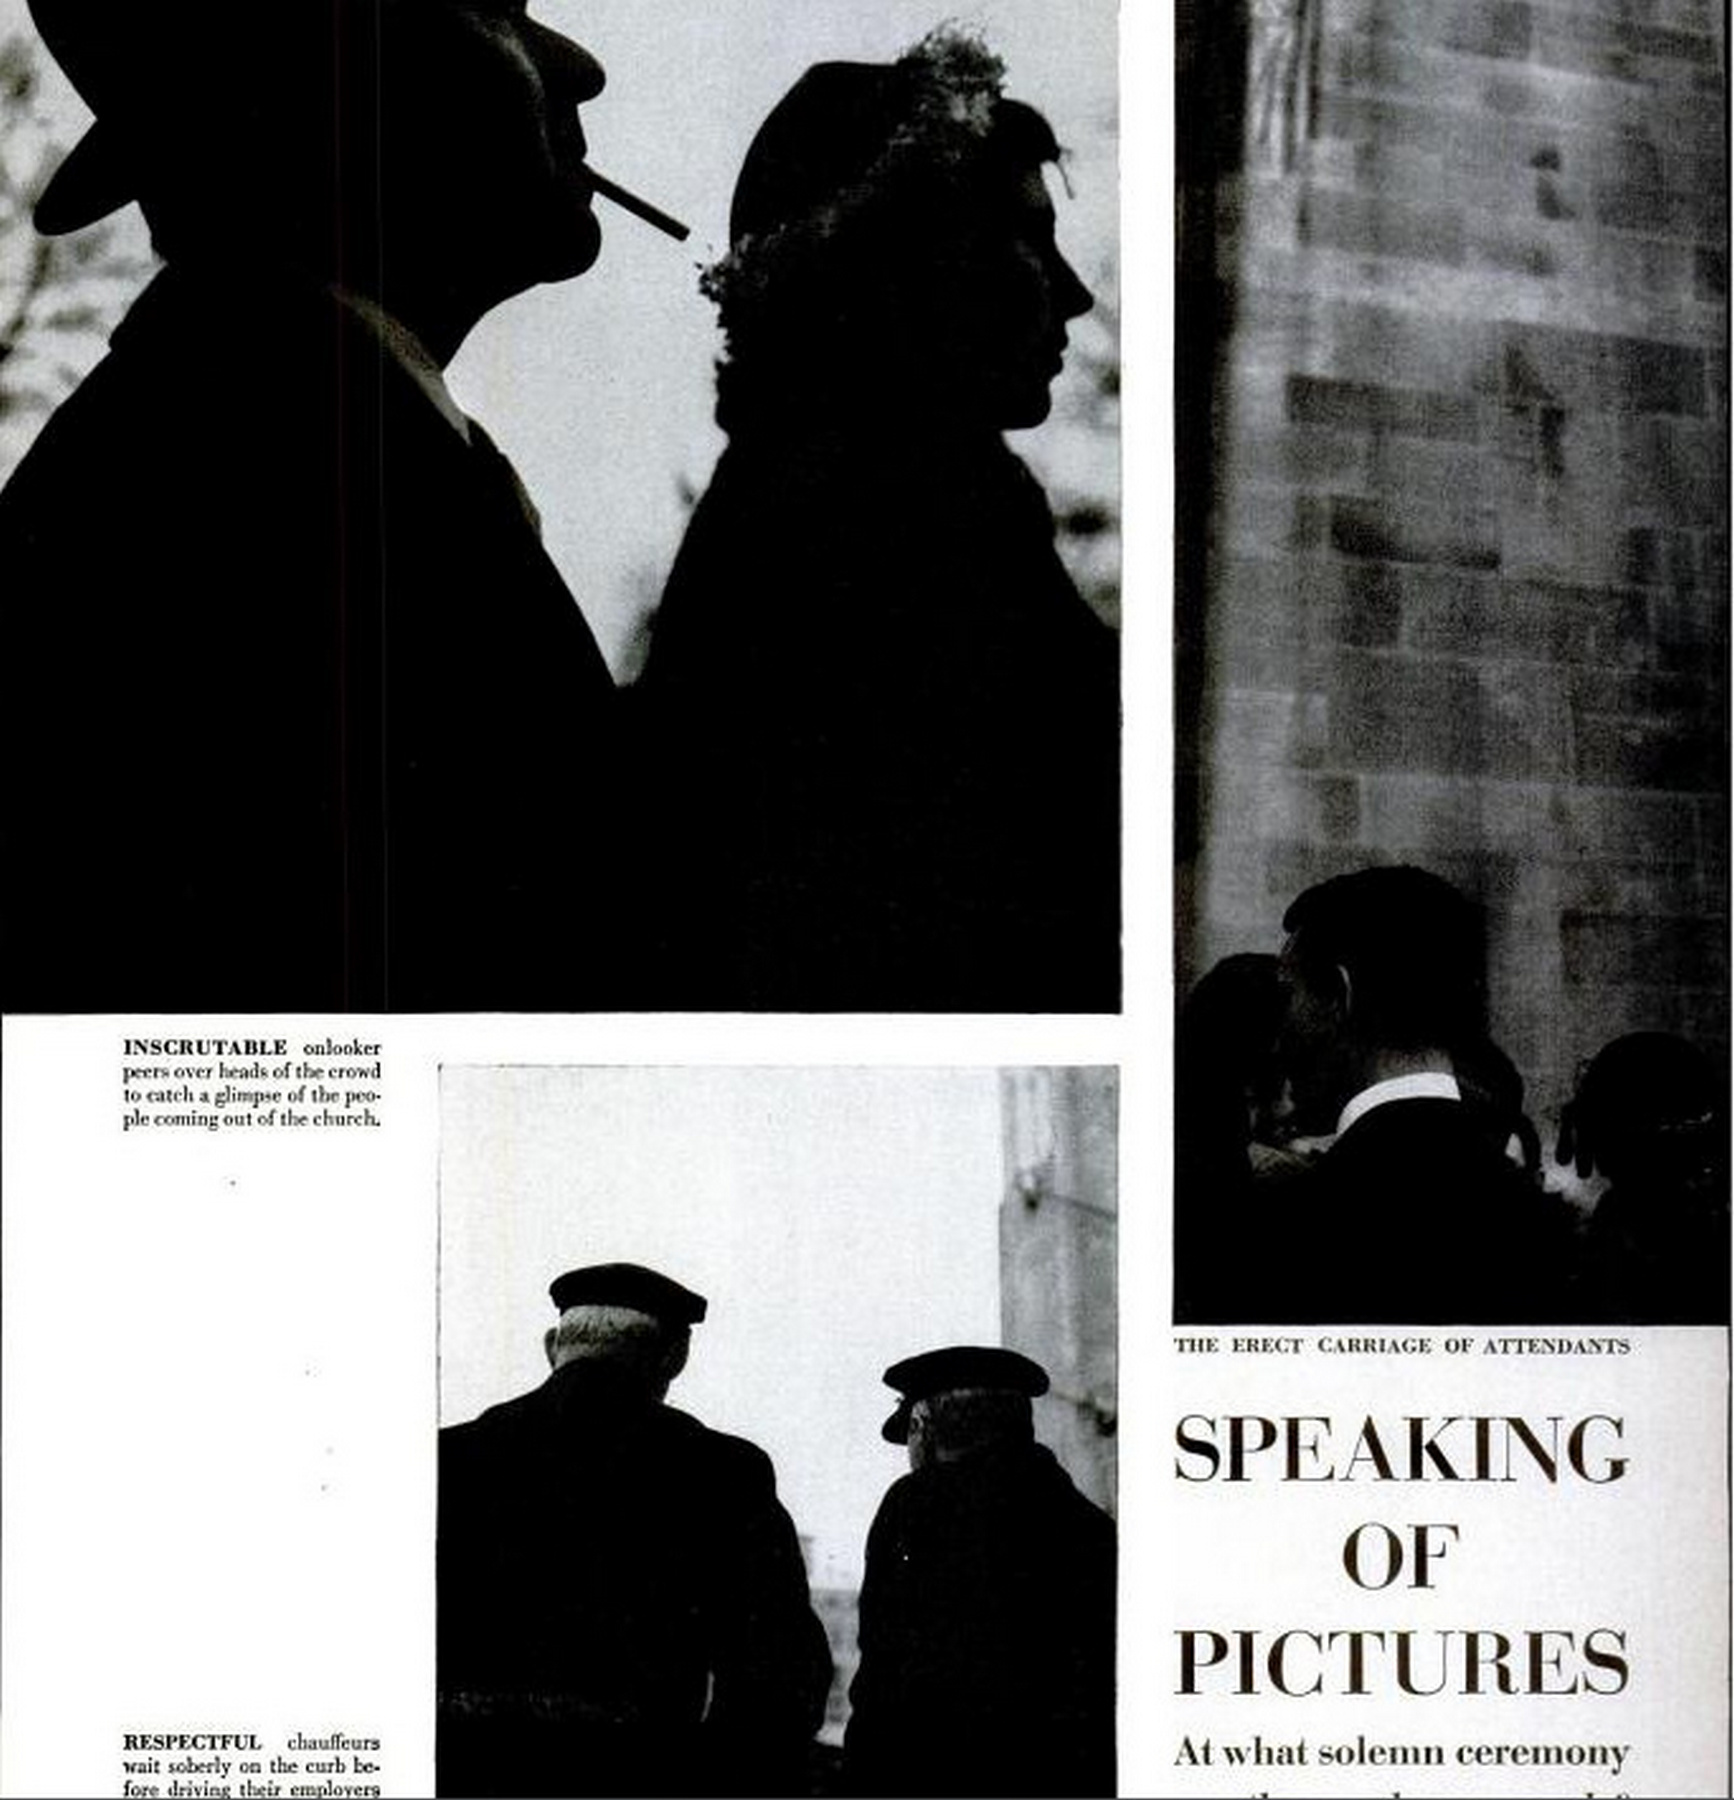 INSCRUTABLE onlooker
peers over heads of the crowd
to catch a glimpse of the peo-
ple coming out of the church.
RESPECTFUL chauffeurs
wait soberly on the curb be-
fore driving their employers
THE ERECT CARRIAGE OF ATTENDANTS
SPEAKING
OF
PICTURES
At what solemn ceremony